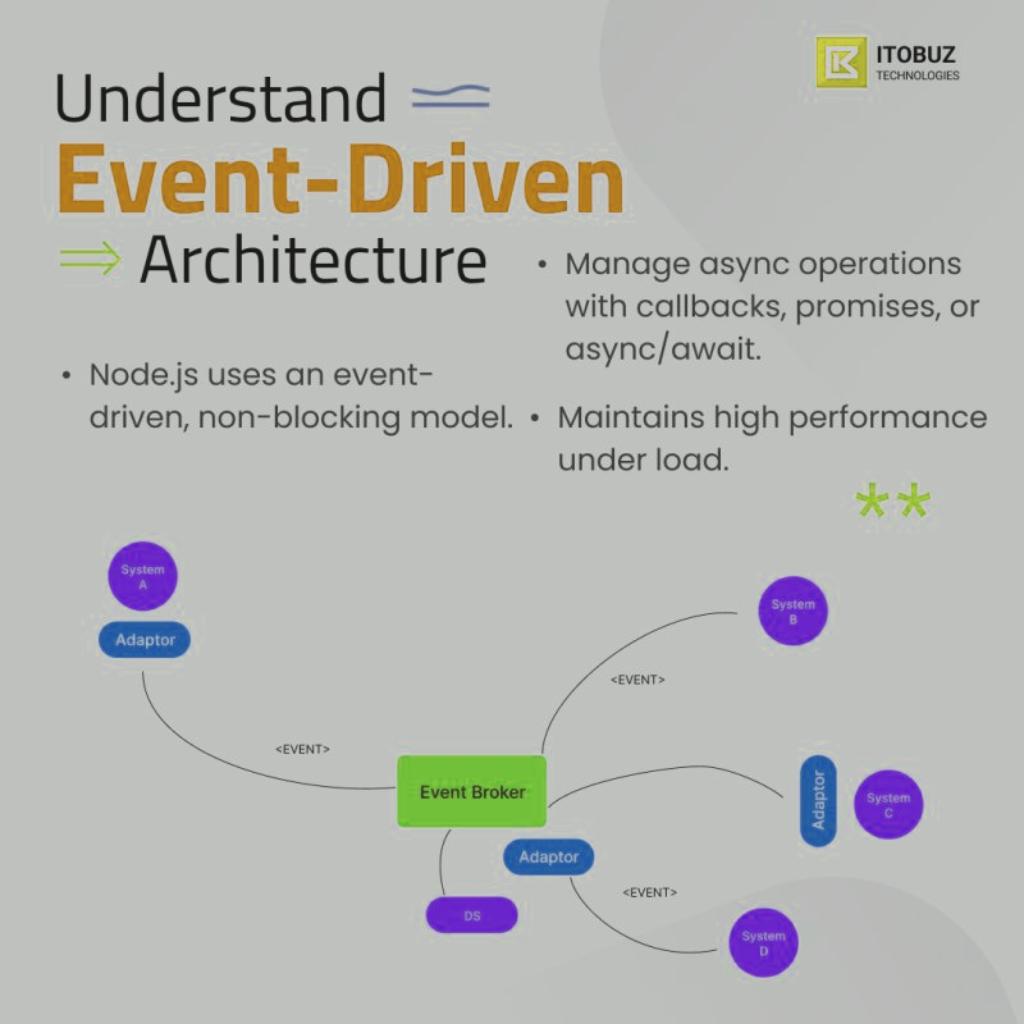 ITOBUZ
TECHNOLOGIES
Understand
Event-Driven
Architecture
• Node.js uses an event-
driven, non-blocking model.
• Manage async operations
with callbacks, promises, or
async/await.
• Maintains high performance
under load.
**
System
A
Adaptor
<EVENT>
System
B
<EVENT>
Event Broker
Adaptor
System
C
Adaptor
<EVENT>
DS
System
D